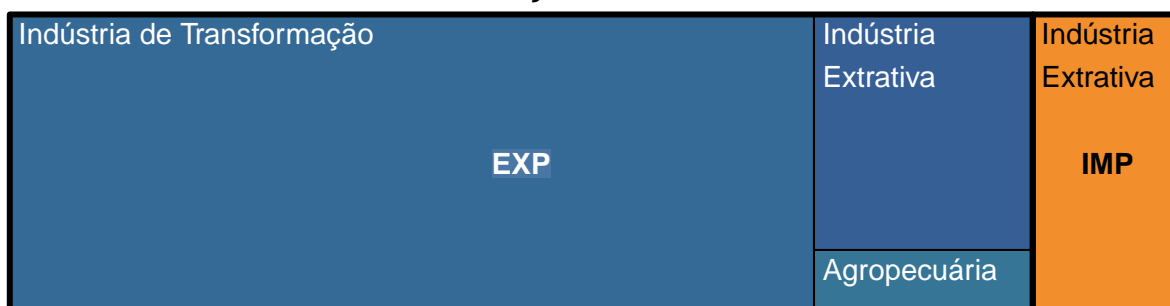 Indústria de Transformação
EXP
Indústria
Extrativa
Agropecuária
Indústria
Extrativa
IMP